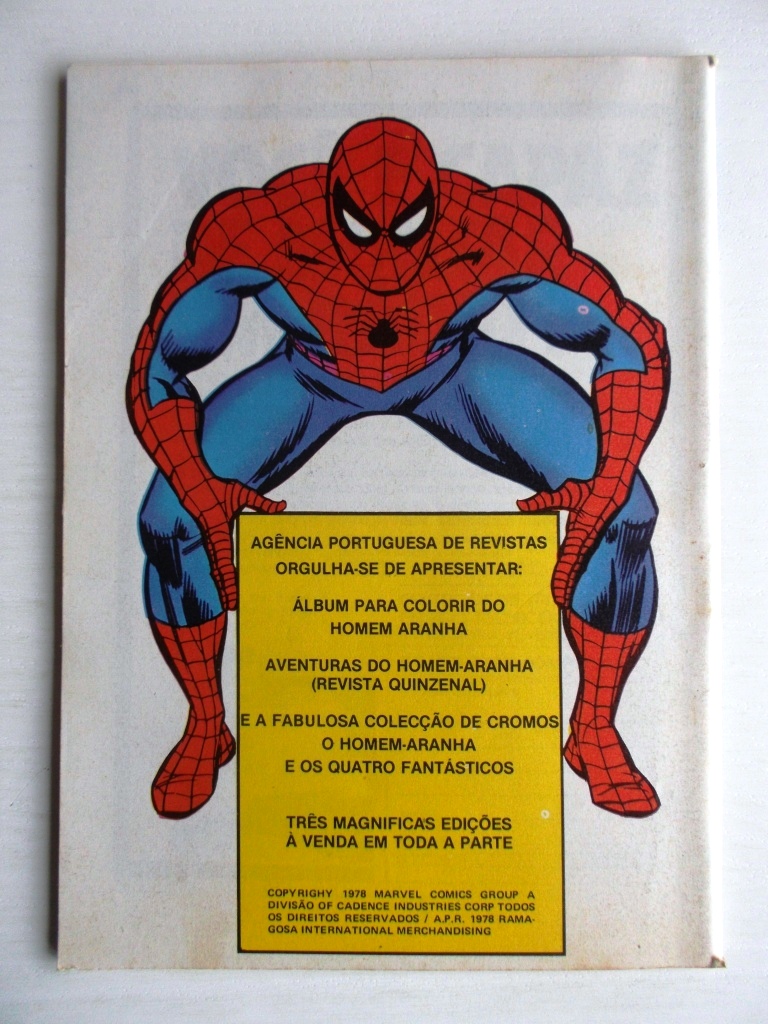 AGÊNCIA PORTUGUESA DE REVISTAS
ORGULHA-SE DE APRESENTAR:
ÁLBUM PARA COLORIR DO
HOMEM ARANHA
AVENTURAS DO HOMEM-ARANHA
(REVISTA QUINZENAL)
E A FABULOSA COLECÇÃO DE CROMOS
O HOMEM-ARANHA
E OS QUATRO FANTÁSTICOS
TRÊS MAGNIFICAS EDIÇÕES
À VENDA EM TODA A PARTE
COPYRIGHY 1978 MARVEL COMICS GROUP A
DIVISÃO OF CADENCE INDUSTRIES CORP TODOS
OS DIREITOS RESERVADOS / A.P.R. 1978 RAMA-
GOSA INTERNATIONAL MERCHANDISING